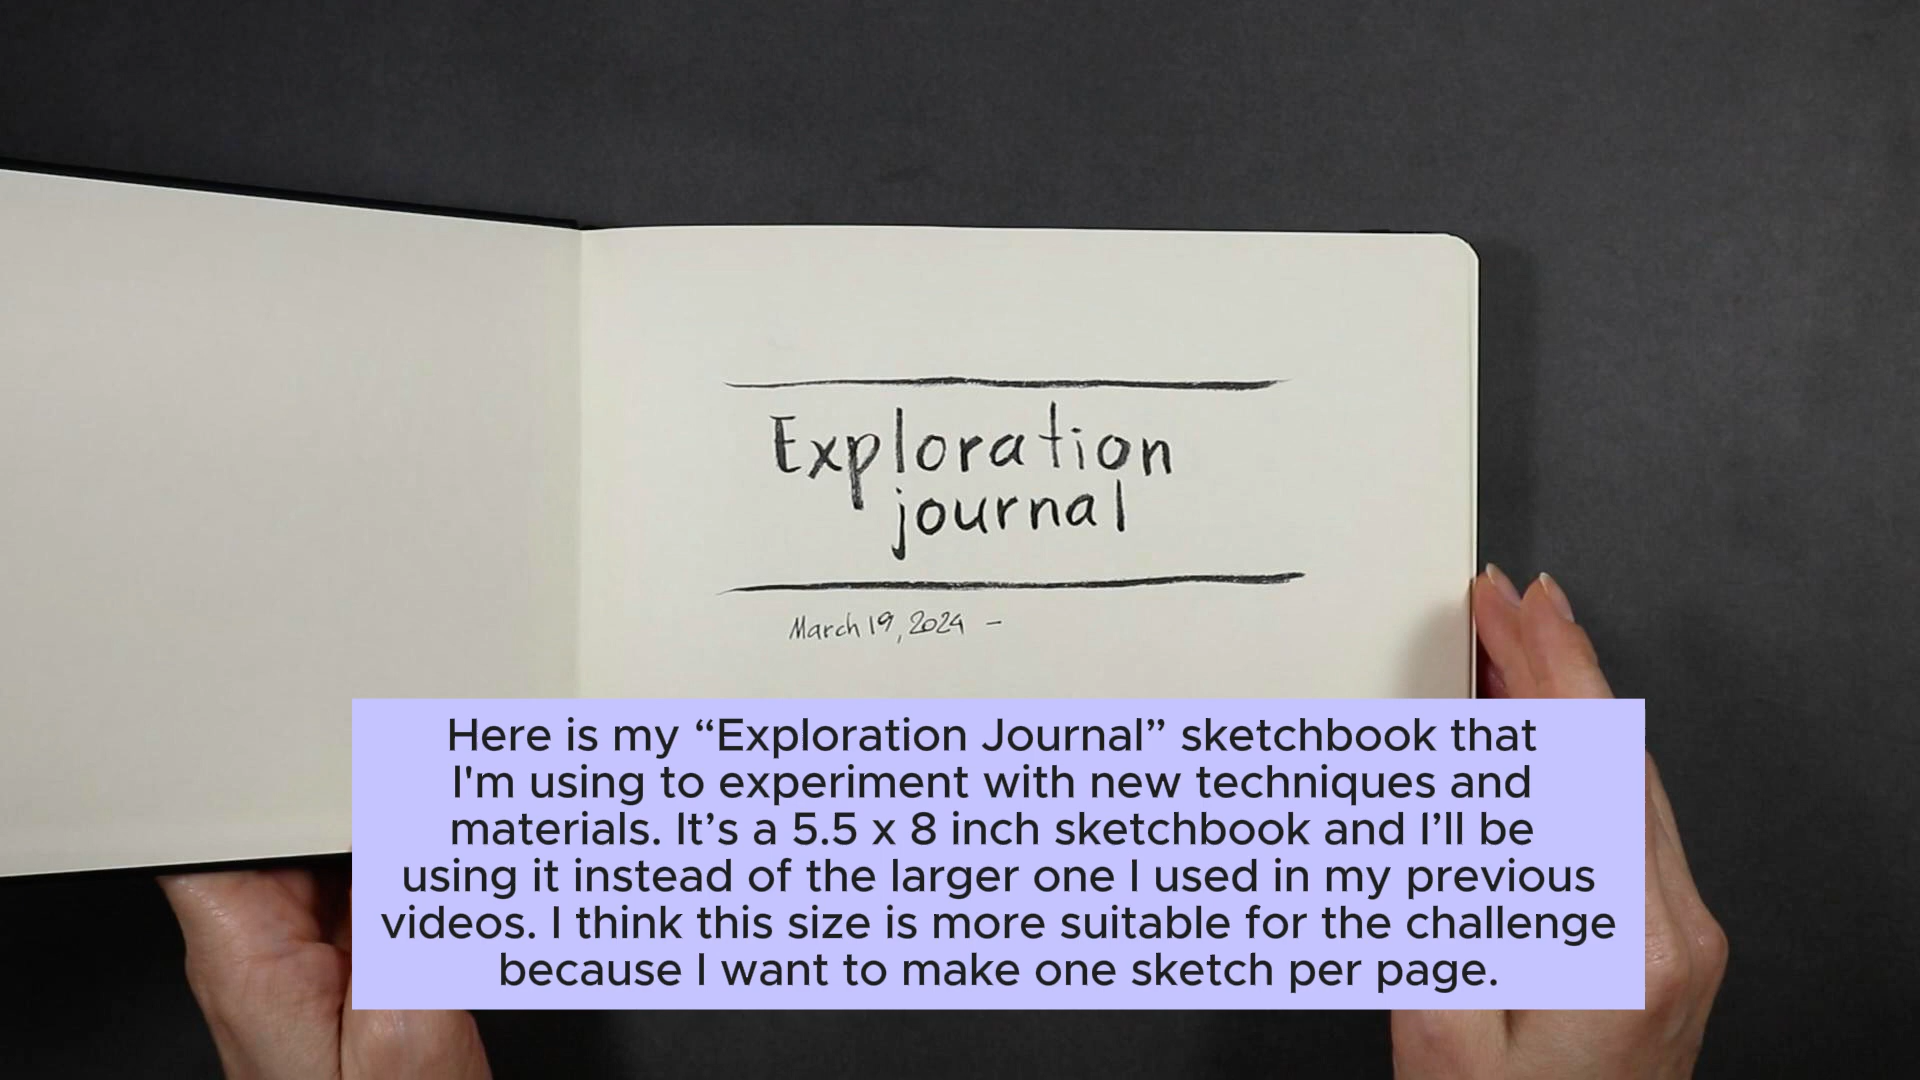 Exploration
journal
March 19, 2024 –
Here is my “Exploration Journal” sketchbook that
I'm using to experiment with new techniques and
materials. It’s a 5.5 x 8 inch sketchbook and I’ll be
using it instead of the larger one I used in my previous
videos. I think this size is more suitable for the challenge
because I want to make one sketch per page.